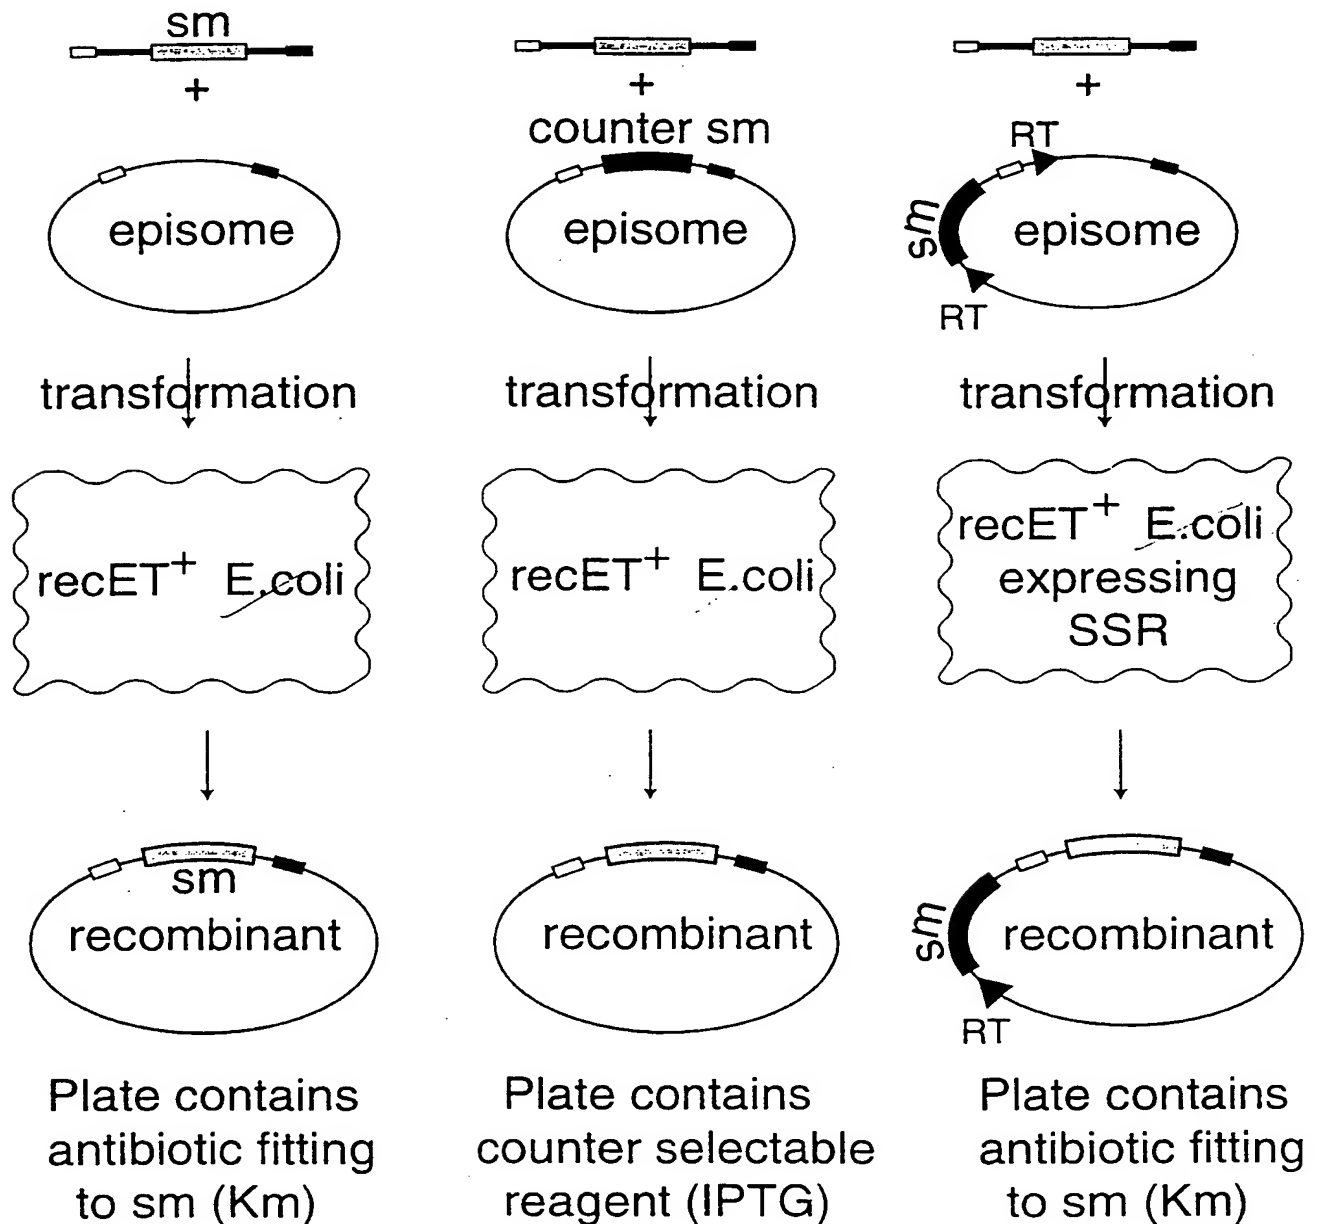 sm
+
episome
transformation
recET+ E.coli
sm
recombinant
Plate contains
antibiotic fitting
to sm (Km)
+
counter sm
episome
transformation
recET+ E.coli
recombinant
Plate contains
counter selectable
reagent (IPTG)
+
RT
sm
episome
RT
transformation
recET+ E.coli
expressing
SSR
sm
recombinant
RT
Plate contains
antibiotic fitting
to sm (Km)